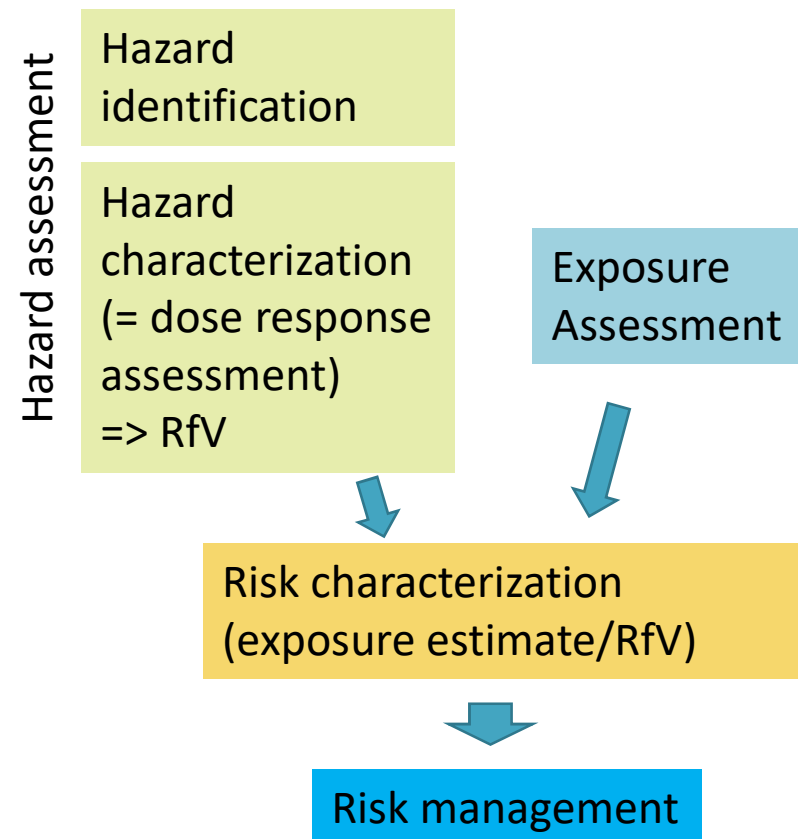 Hazard assessment
Hazard
identification
Hazard
characterization
(= dose response
assessment)
=> RfV
Exposure
Assessment
Risk characterization
(exposure estimate/RfV)
Risk management